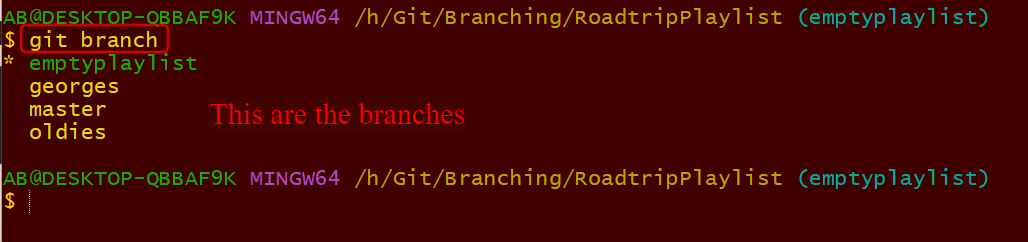 AB@DESKTOP-QBBAF9K MINGW64 /h/Git/Branching/RoadtripPlaylist (emptyplaylist)
$ git branch
* emptyplaylist
georges
master
This are the branches
oldies
AB@DESKTOP-QBBAF9K MINGW64 /h/Git/Branching/RoadtripPlaylist (emptyplaylist)
$